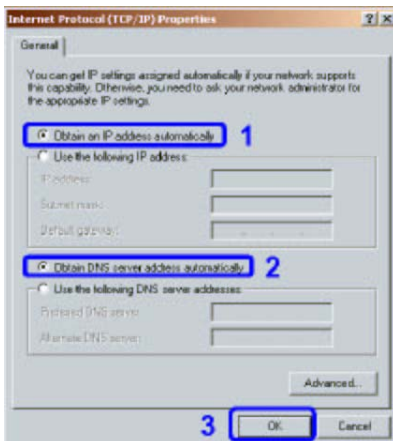 Internet Protocol (TCP/IP) Properties
? X
General
You can get IP settings assigned automatically if your network supports
this capability. Otherwise, you need to ask your network administrator for
the appropriate IP settings.
Obtain an IP address automatically
1
Use the following IP address:
IP address:
Subnet mask:
Default gateway:
Obtain DNS server address automatically
2
Use the following DNS server addresses:
Preferred DNS server:
Alternate DNS server:
Advanced...
3
OK
Cancel